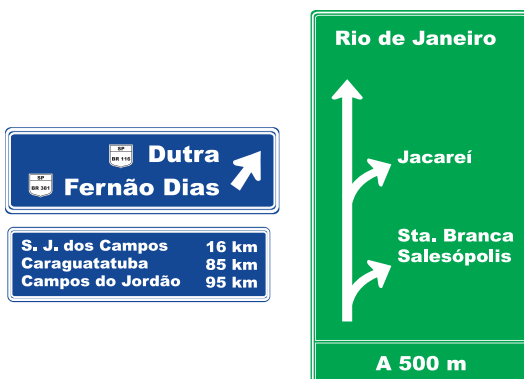 SP
BR 116
Dutra
SP
BR 381
Fernão Dias
S. J. dos Campos 16 km
Caraguatatuba 85 km
Campos do Jordão 95 km
Rio de Janeiro
Jacareí
Sta. Branca
Salesópolis
A 500 m